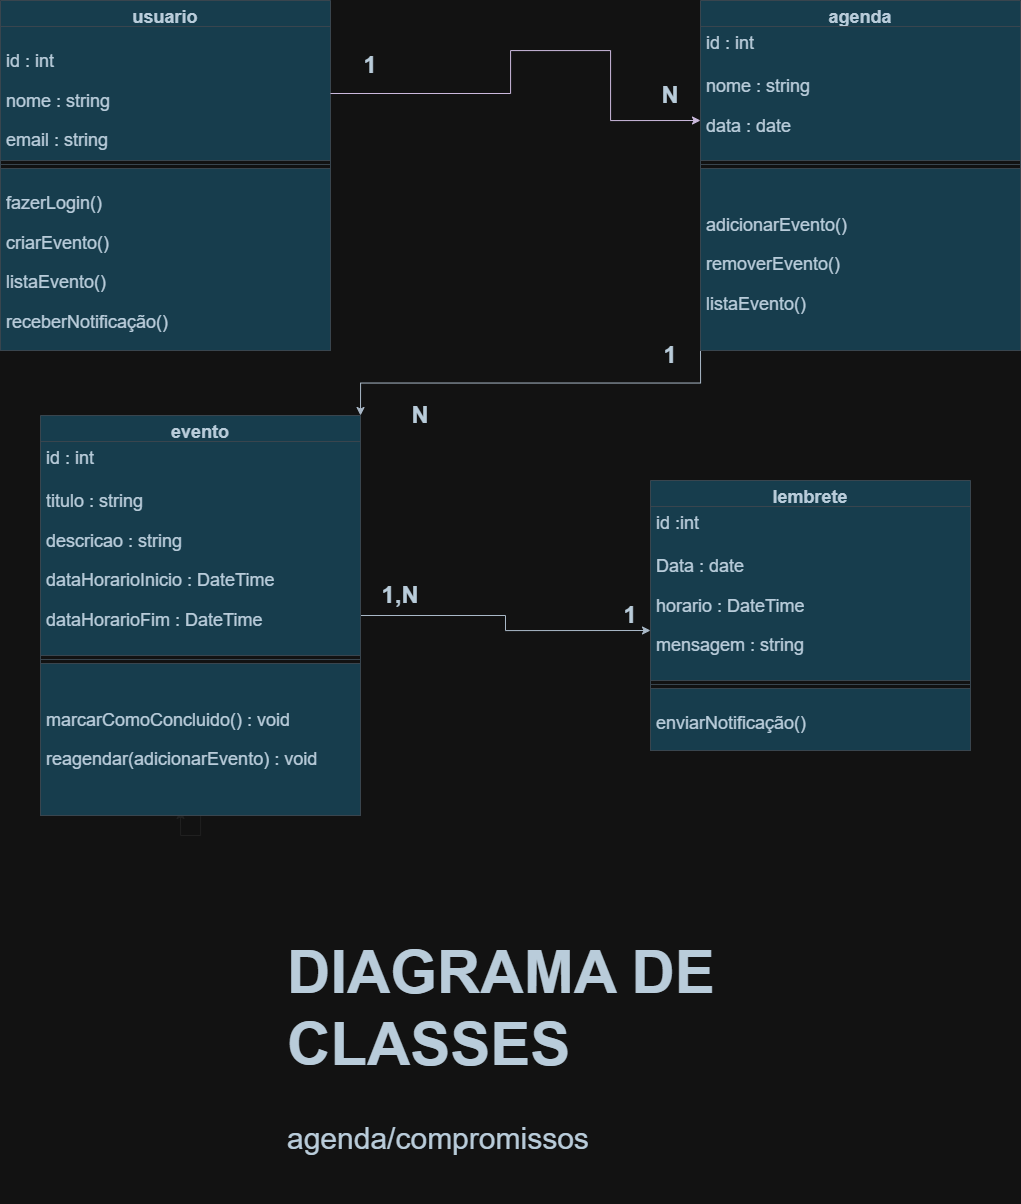 usuario
id : int
nome : string
email : string
fazerLogin()
criarEvento()
listaEvento()
receberNotificação()
1
N
agenda
id : int
nome : string
data : date
adicionarEvento()
removerEvento()
listaEvento()
1
N
evento
id : int
titulo : string
descricao : string
dataHorarioInicio : DateTime
dataHorarioFim : DateTime
marcarComoConcluido() : void
reagendar(adicionarEvento) : void
1,N
1
lembrete
id :int
Data : date
horario : DateTime
mensagem : string
enviarNotificação()
DIAGRAMA DE
CLASSES
agenda/compromissos